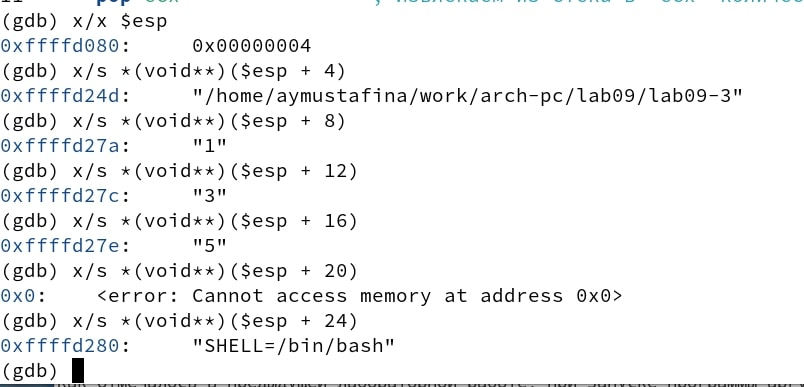 (gdb) x/x $esp
0xffffd080: 0x00000004
(gdb) x/s *(void**)($esp + 4)
0xffffd24d: "/home/aymustafina/work/arch-pc/lab09/lab09-3"
(gdb) x/s *(void**)($esp + 8)
0xffffd27a: "1"
(gdb) x/s *(void**)($esp + 12)
0xffffd27c: "3"
(gdb) x/s *(void**)($esp + 16)
0xffffd27e: "5"
(gdb) x/s *(void**)($esp + 20)
0x0: <error: Cannot access memory at address 0x0>
(gdb) x/s *(void**)($esp + 24)
0xffffd280: "SHELL=/bin/bash"
(gdb)